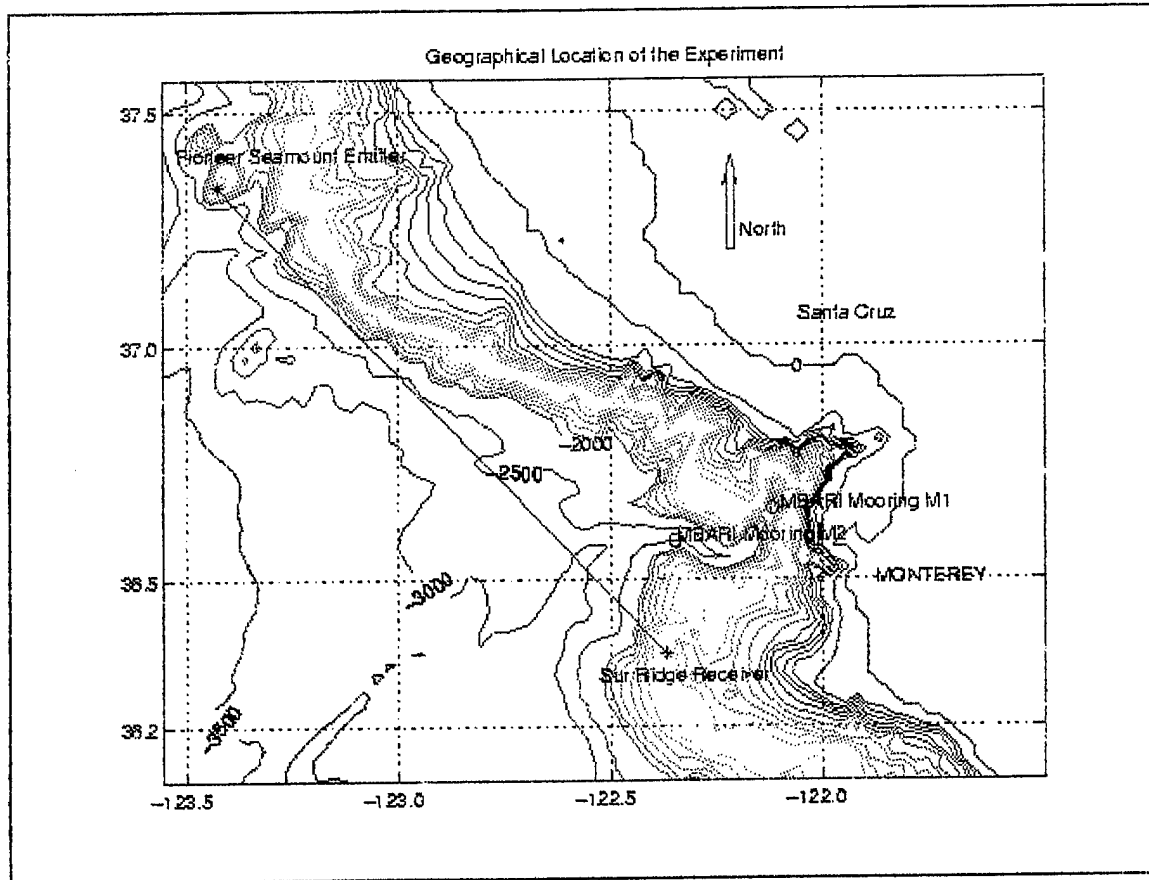 Geographical Location of the Experiment
37.5
Pioneer Seamount Emitter
North
Santa Cruz
37.0
0
-2000
-2500
MBARI Mooring M1
MBARI Mooring M2
36.5
MONTEREY
-3000
Sur Ridge Receiver
-3500
36.2
-123.5
-123.0
-122.5
-122.0